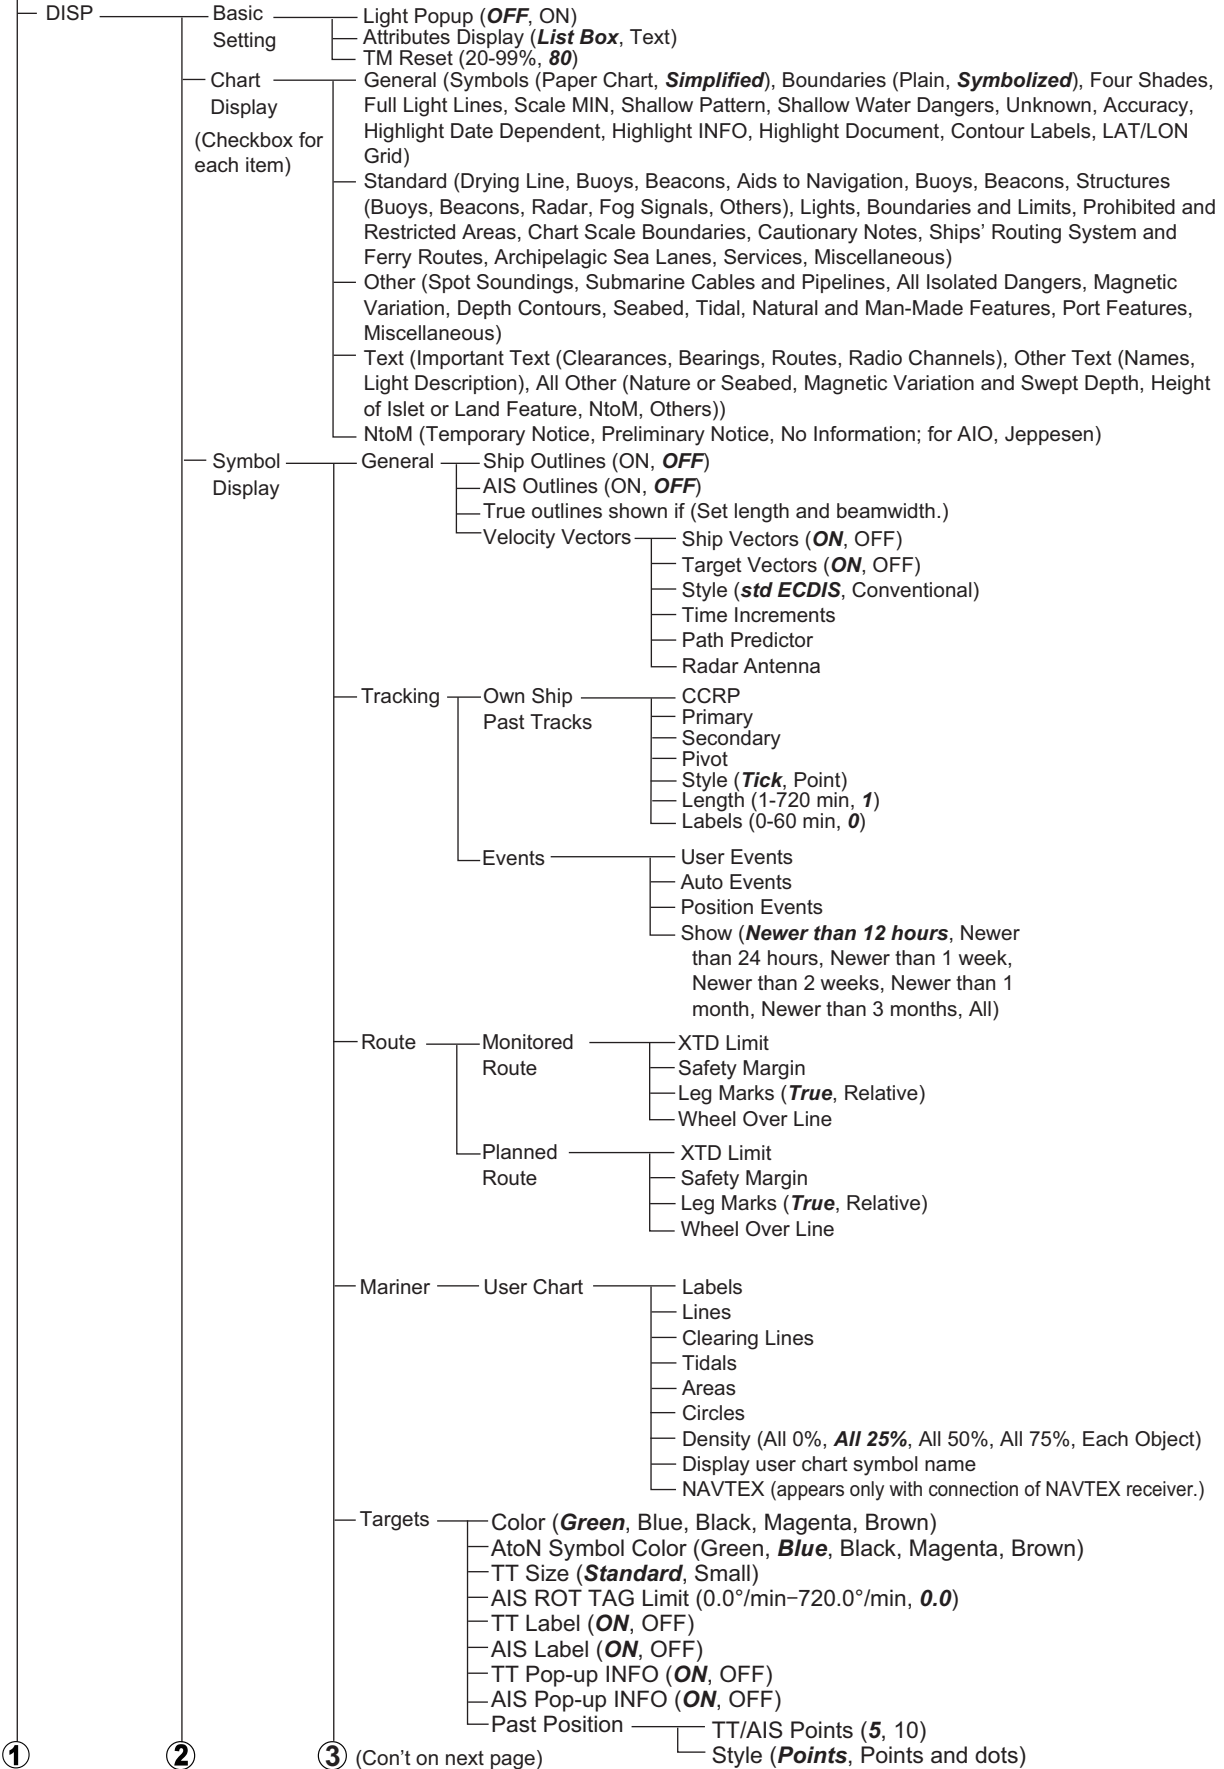 DISP
Basic
Setting
Light Popup (OFF, ON)
Attributes Display (List Box, Text)
TM Reset (20-99%, 80)
Chart
Display
(Checkbox for
each item)
General (Symbols (Paper Chart, Simplified), Boundaries (Plain, Symbolized), Four Shades,
Full Light Lines, Scale MIN, Shallow Pattern, Shallow Water Dangers, Unknown, Accuracy,
Highlight Date Dependent, Highlight INFO, Highlight Document, Contour Labels, LAT/LON
Grid)
Standard (Drying Line, Buoys, Beacons, Aids to Navigation, Buoys, Beacons, Structures
(Buoys, Beacons, Radar, Fog Signals, Others), Lights, Boundaries and Limits, Prohibited and
Restricted Areas, Chart Scale Boundaries, Cautionary Notes, Ships' Routing System and
Ferry Routes, Archipelagic Sea Lanes, Services, Miscellaneous)
Other (Spot Soundings, Submarine Cables and Pipelines, All Isolated Dangers, Magnetic
Variation, Depth Contours, Seabed, Tidal, Natural and Man-Made Features, Port Features,
Miscellaneous)
Text (Important Text (Clearances, Bearings, Routes, Radio Channels), Other Text (Names,
Light Description), All Other (Nature or Seabed, Magnetic Variation and Swept Depth, Height
of Islet or Land Feature, NtoM, Others))
NtoM (Temporary Notice, Preliminary Notice, No Information; for AIO, Jeppesen)
Symbol
Display
General
Ship Outlines (ON, OFF)
AIS Outlines (ON, OFF)
True outlines shown if (Set length and beamwidth.)
Velocity Vectors
Ship Vectors (ON, OFF)
Target Vectors (ON, OFF)
Style (std ECDIS, Conventional)
Time Increments
Path Predictor
Radar Antenna
Tracking
Own Ship
Past Tracks
CCRP
Primary
Secondary
Pivot
Style (Tick, Point)
Length (1-720 min, 1)
Labels (0-60 min, 0)
Events
User Events
Auto Events
Position Events
Show (Newer than 12 hours, Newer
than 24 hours, Newer than 1 week,
Newer than 2 weeks, Newer than 1
month, Newer than 3 months, All)
Route
Monitored
Route
XTD Limit
Safety Margin
Leg Marks (True, Relative)
Wheel Over Line
Planned
Route
XTD Limit
Safety Margin
Leg Marks (True, Relative)
Wheel Over Line
Mariner
User Chart
Labels
Lines
Clearing Lines
Tidals
Areas
Circles
Density (All 0%, All 25%, All 50%, All 75%, Each Object)
Display user chart symbol name
NAVTEX (appears only with connection of NAVTEX receiver.)
Targets
Color (Green, Blue, Black, Magenta, Brown)
AtoN Symbol Color (Green, Blue, Black, Magenta, Brown)
TT Size (Standard, Small)
AIS ROT TAG Limit (0.0°/min–720.0°/min, 0.0)
TT Label (ON, OFF)
AIS Label (ON, OFF)
TT Pop-up INFO (ON, OFF)
AIS Pop-up INFO (ON, OFF)
Past Position
TT/AIS Points (5, 10)
Style (Points, Points and dots)
1
2
3 (Con't on next page)